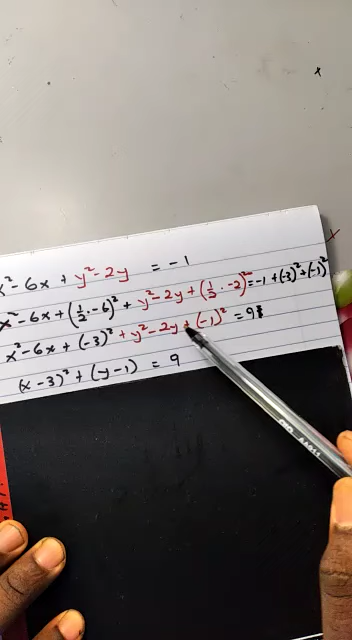 x² - 6x + y² - 2y = -1
x² - 6x + (1/2 · -6)² + y² - 2y + (1/2 · -2)² = -1 + (-3)² + (-1)²
x² - 6x + (-3)² + y² - 2y + (-1)² = 9
(x - 3)² + (y - 1) = 9